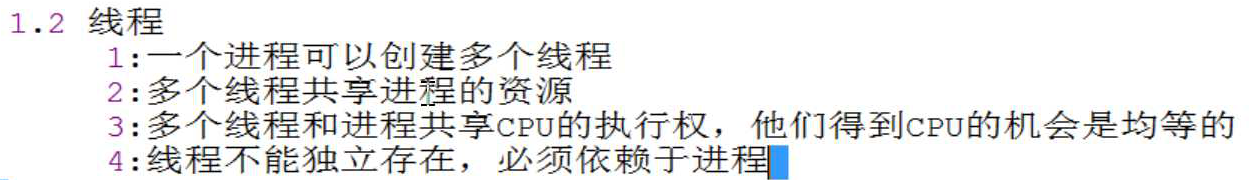 1.2 线程
1:一个进程可以创建多个线程
2:多个线程共享进程的资源
3:多个线程和进程共享CPU的执行权，他们得到CPU的机会是均等的
4:线程不能独立存在，必须依赖于进程